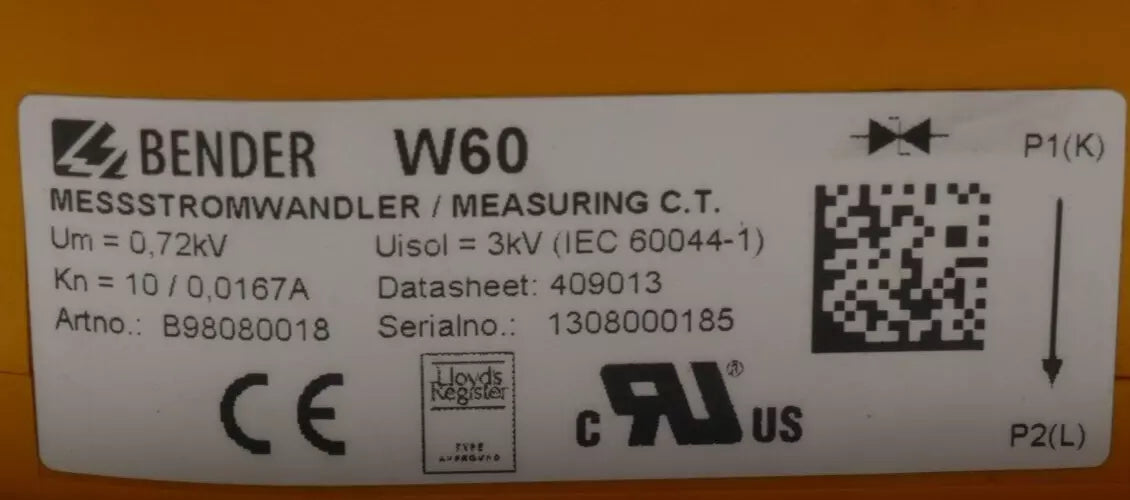 BENDER W60
MESSSTROMWANDLER / MEASURING C.T.
Um = 0,72kV Uisol = 3kV (IEC 60044-1)
Kn = 10 / 0,0167A Datasheet: 409013
Artno.: B98080018 Serialno.: 1308000185
P1(K)
P2(L)
CE
Lloyd's
Register
TYPE
APPROVED
C RU ® US